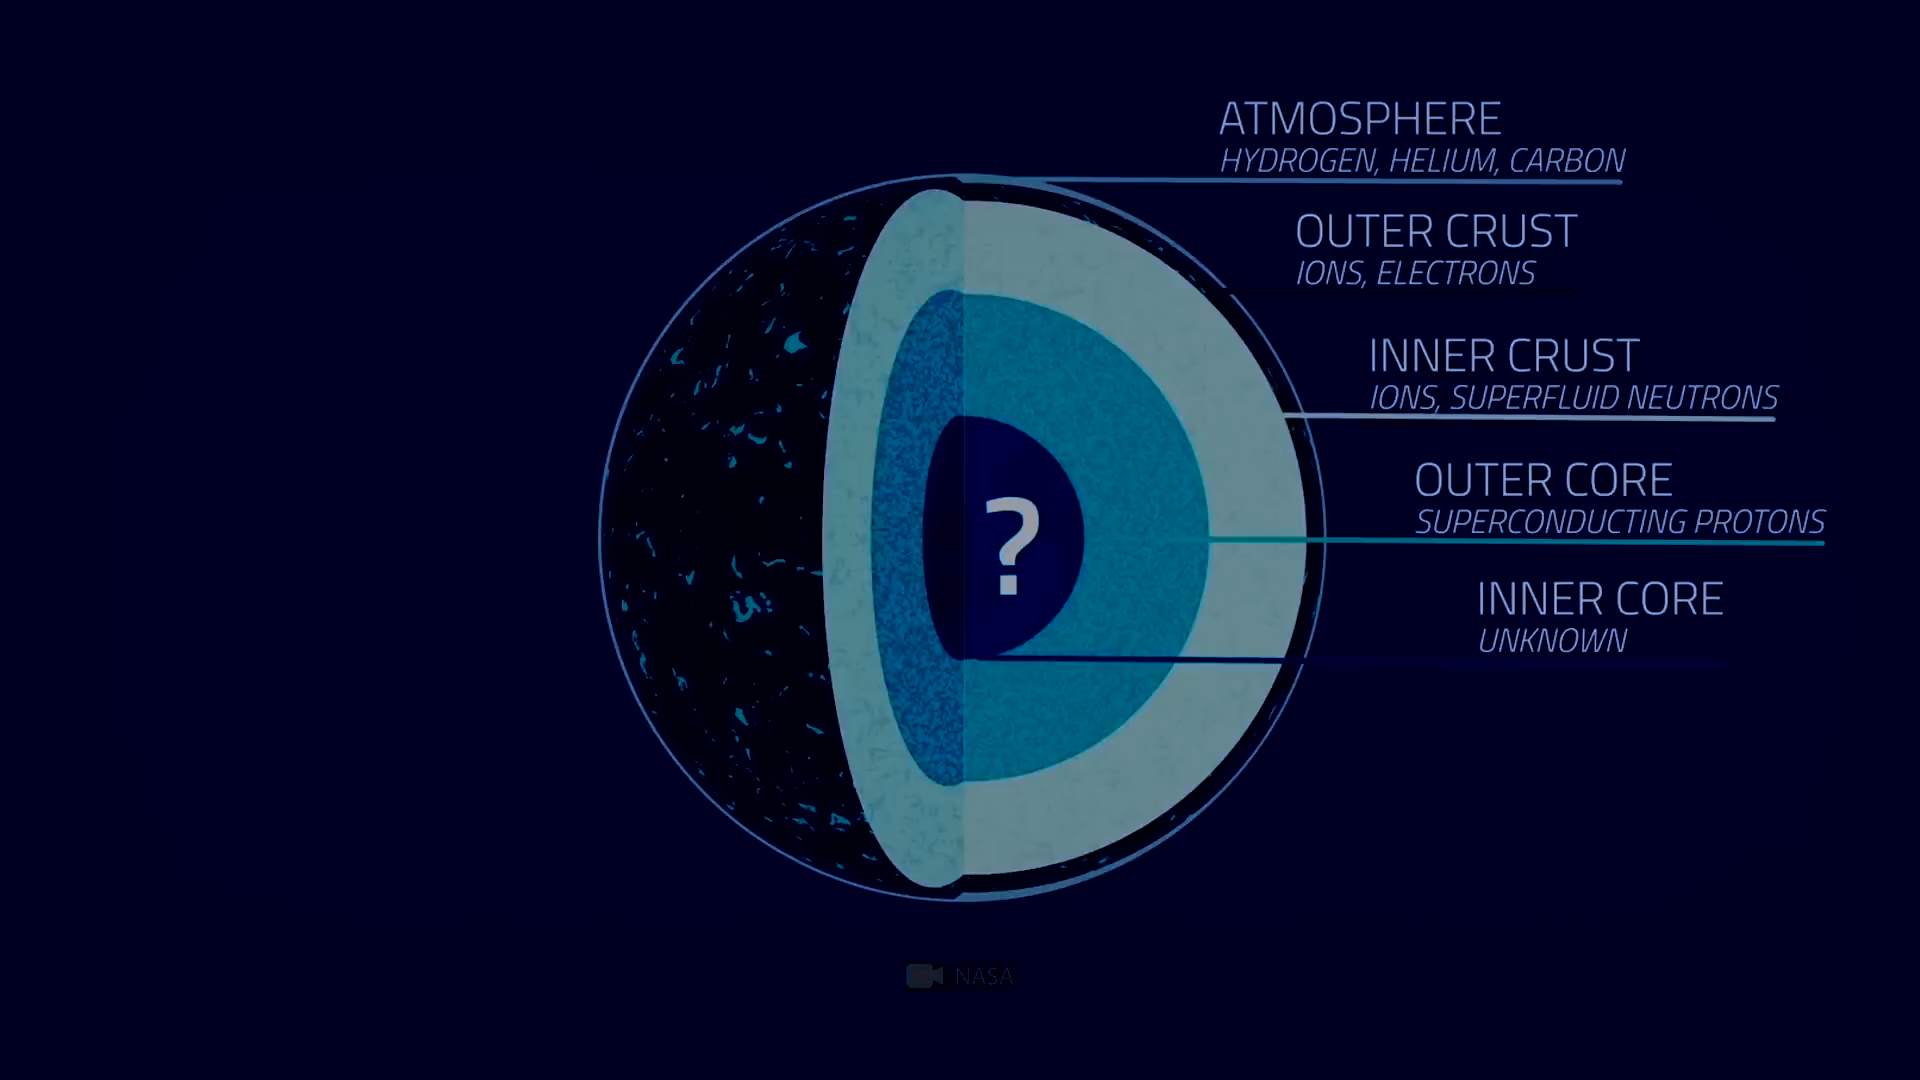 ATMOSPHERE
HYDROGEN, HELIUM, CARBON
OUTER CRUST
IONS, ELECTRONS
INNER CRUST
IONS, SUPERFLUID NEUTRONS
OUTER CORE
SUPERCONDUCTING PROTONS
?
INNER CORE
UNKNOWN
NASA